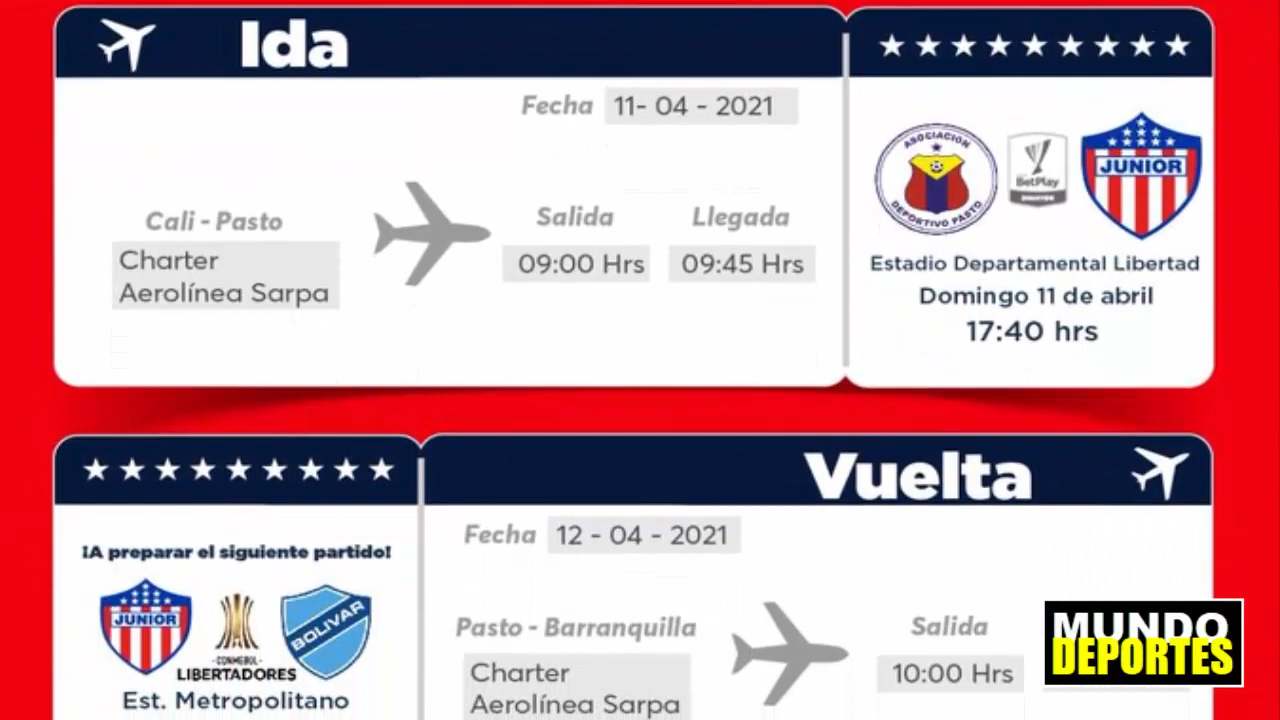 Ida
Fecha 11- 04 - 2021
Cali - Pasto
Charter
Aerolínea Sarpa
Salida
09:00 Hrs
Llegada
09:45 Hrs
ASOCIACION
DEPORTIVO PASTO
BetPlay
JUNIOR
Estadio Departamental Libertad
Domingo 11 de abril
17:40 hrs
¡A preparar el siguiente partido!
JUNIOR
CONMEBOL
LIBERTADORES
BOLIVAR
Est. Metropolitano
Vuelta
Fecha 12 - 04 - 2021
Pasto - Barranquilla
Charter
Aerolínea Sarpa
Salida
10:00 Hrs
MUNDO
DEPORTES